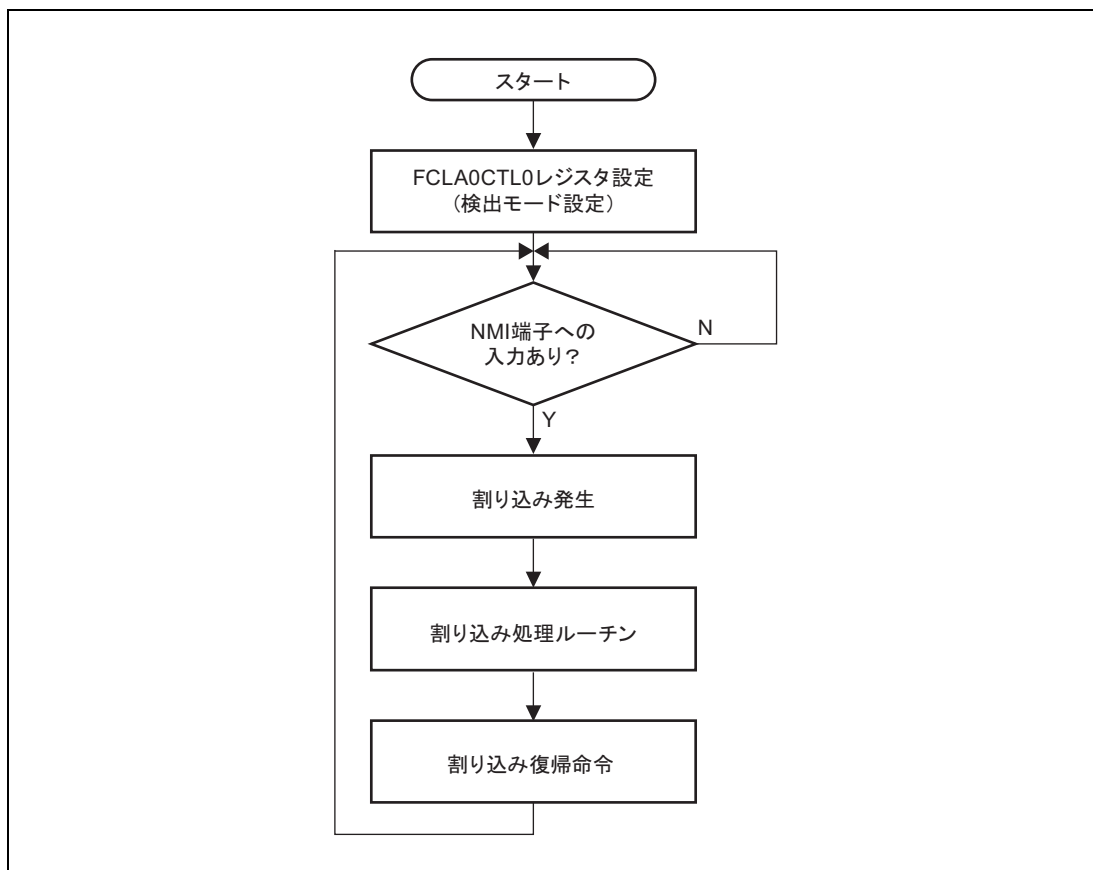 スタート
FCLA0CTL0レジスタ設定
（検出モード設定）
NMI端子への
入力あり？
N
Y
割り込み発生
割り込み処理ルーチン
割り込み復帰命令